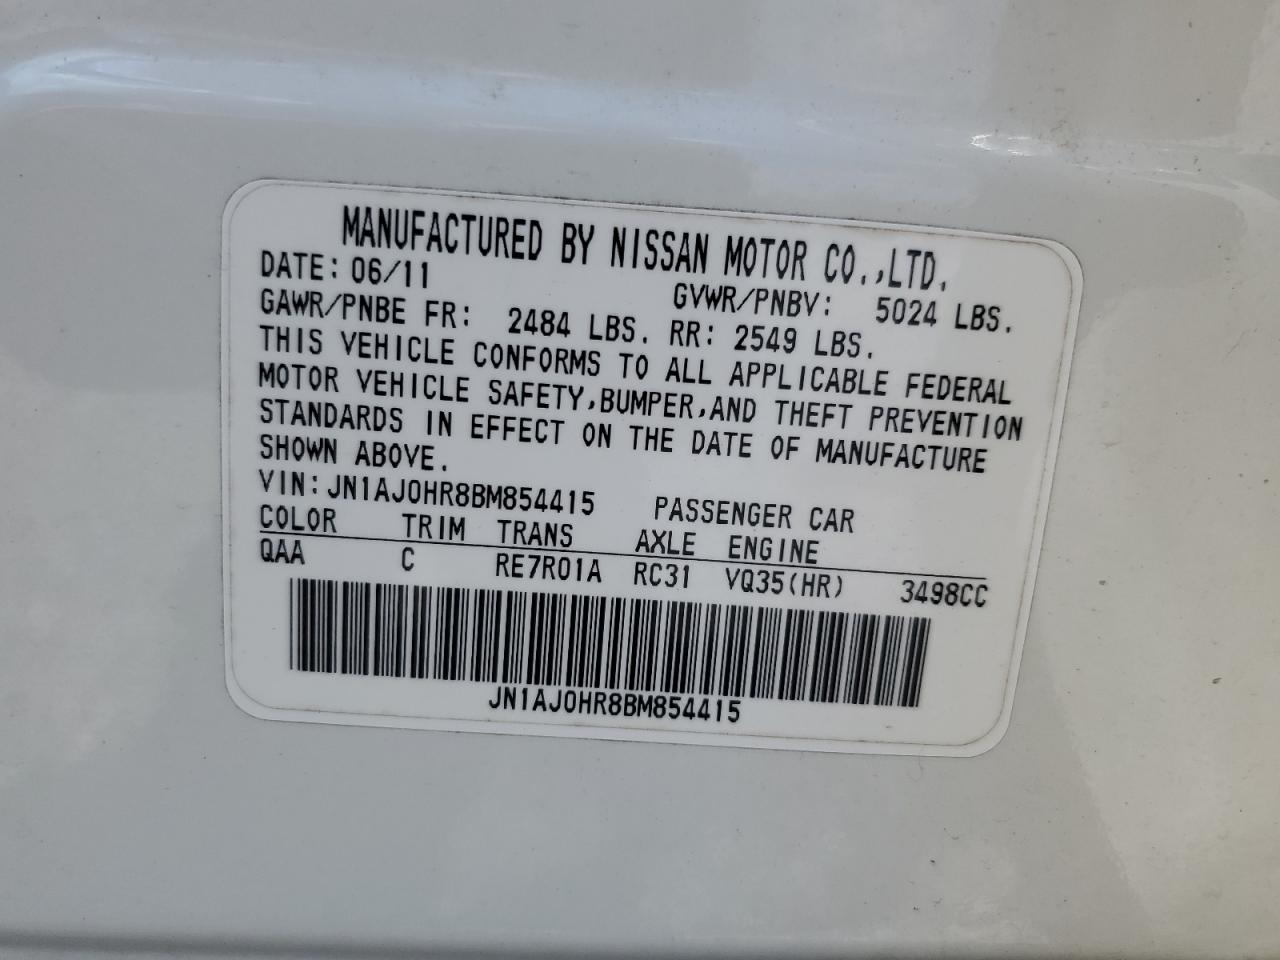 MANUFACTURED BY NISSAN MOTOR CO.,LTD.
DATE: 06/11 GVWR/PNBV: 5024 LBS.
GAWR/PNBE FR: 2484 LBS. RR: 2549 LBS.
THIS VEHICLE CONFORMS TO ALL APPLICABLE FEDERAL
MOTOR VEHICLE SAFETY,BUMPER,AND THEFT PREVENTION
STANDARDS IN EFFECT ON THE DATE OF MANUFACTURE
SHOWN ABOVE.
VIN: JN1AJ0HR8BM854415 PASSENGER CAR
COLOR TRIM TRANS AXLE ENGINE
QAA C RE7R01A RC31 VQ35(HR) 3498CC
JN1AJ0HR8BM854415